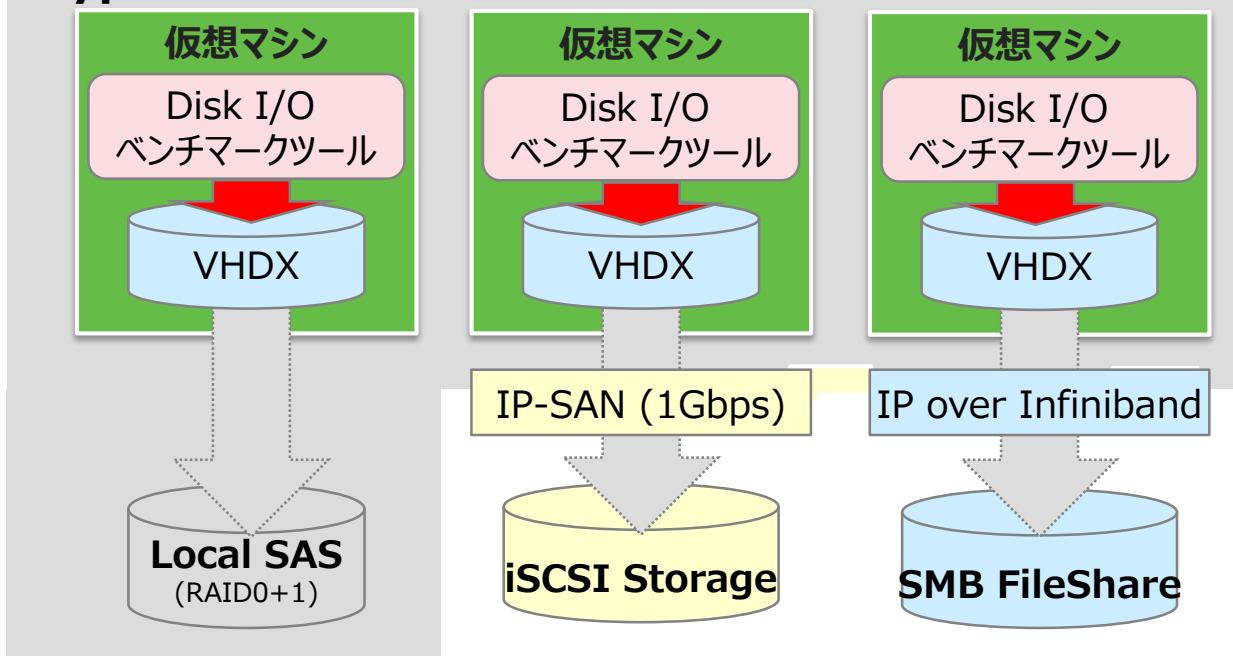 仮想マシン
Disk I/O
ベンチマークツール
VHDX
Local SAS
(RAID0+1)
仮想マシン
Disk I/O
ベンチマークツール
VHDX
IP-SAN (1Gbps)
iSCSI Storage
仮想マシン
Disk I/O
ベンチマークツール
VHDX
IP over Infiniband
SMB FileShare